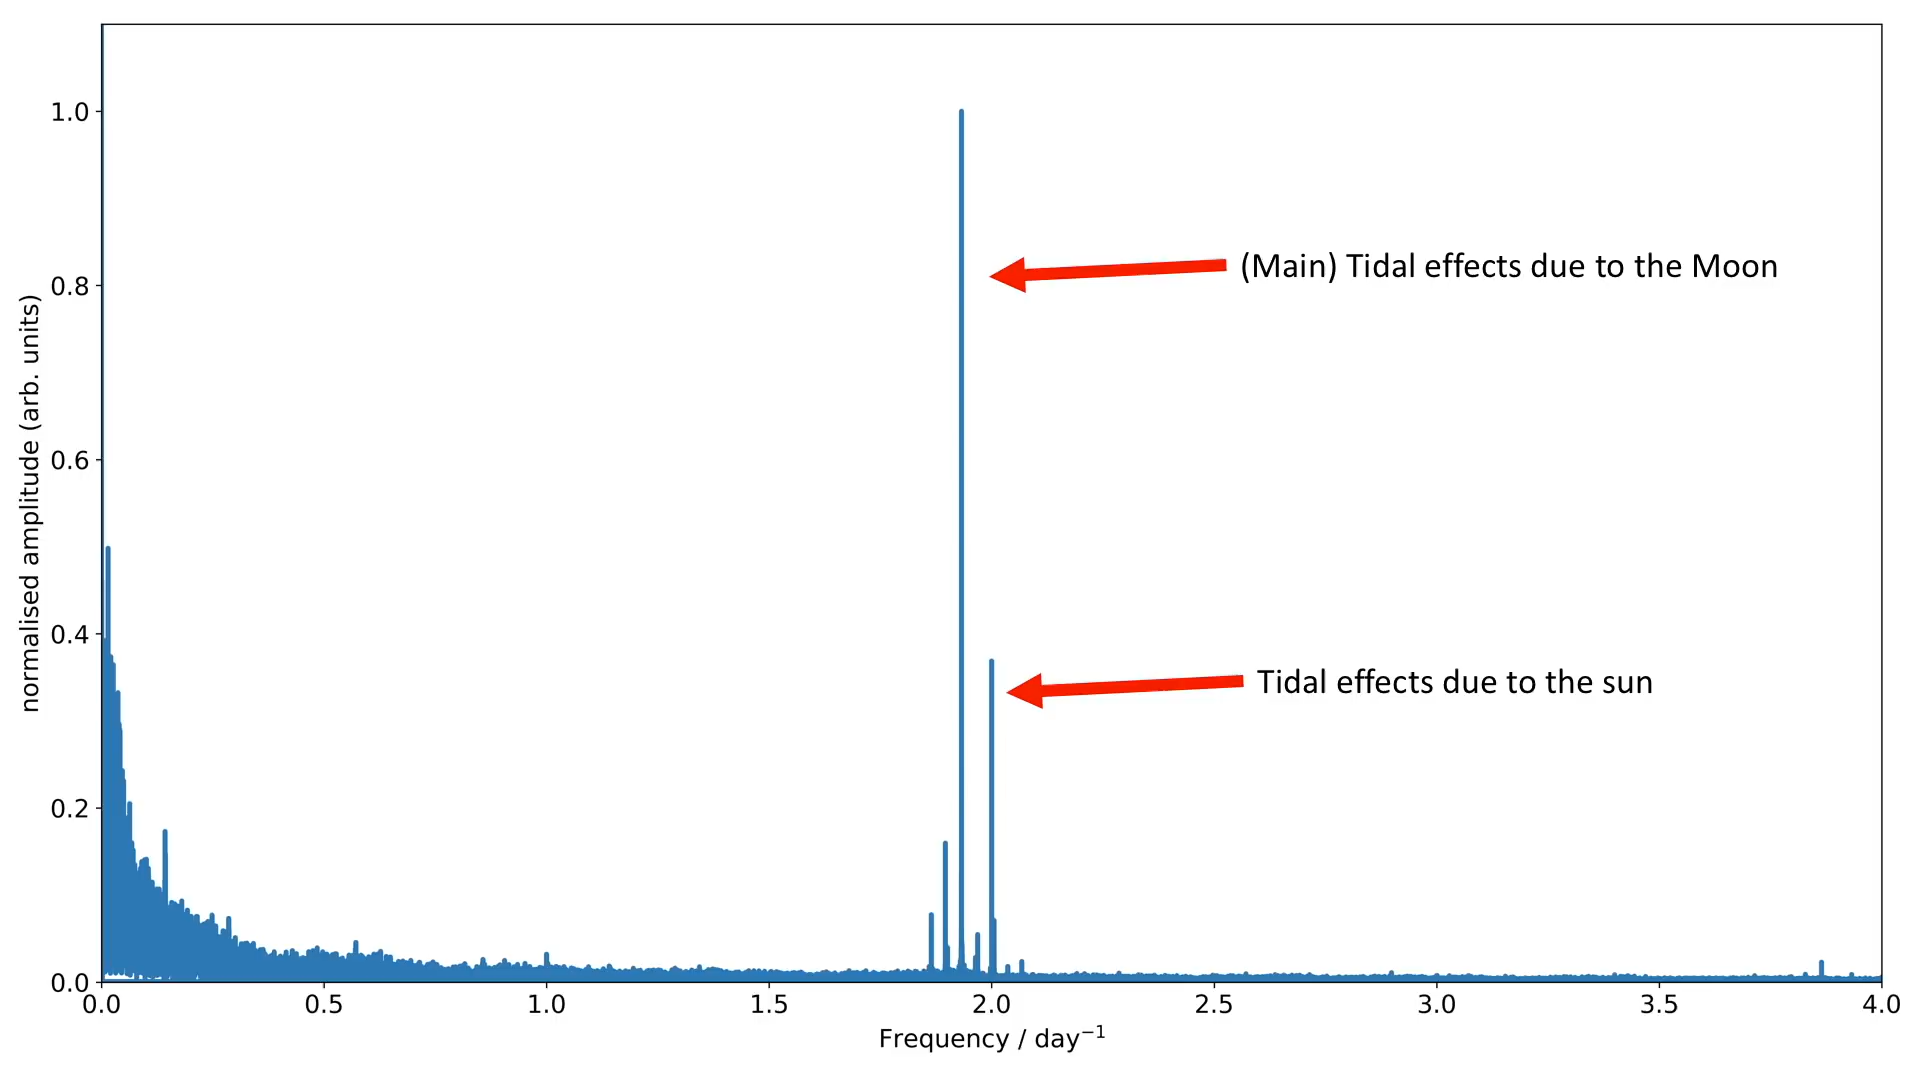 1.0
(Main) Tidal effects due to the Moon
0.8
normalised amplitude (arb. units)
0.6
0.4
Tidal effects due to the sun
0.2
0.0
0.0 0.5 1.0 1.5 2.0 2.5 3.0 3.5 4.0
Frequency / day⁻¹